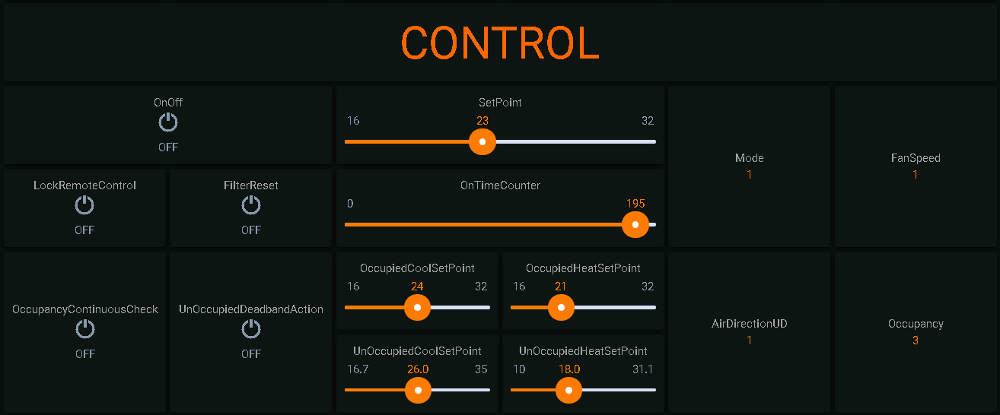 CONTROL
OnOff
OFF
SetPoint
16 23 32
Mode
1
FanSpeed
1
LockRemoteControl
OFF
FilterReset
OFF
OnTimeCounter
0 195
OccupancyContinuousCheck
OFF
UnOccupiedDeadbandAction
OFF
OccupiedCoolSetPoint
16 24 32
OccupiedHeatSetPoint
16 21 32
UnOccupiedCoolSetPoint
16.7 26.0 35
UnOccupiedHeatSetPoint
10 18.0 31.1
AirDirectionUD
1
Occupancy
3